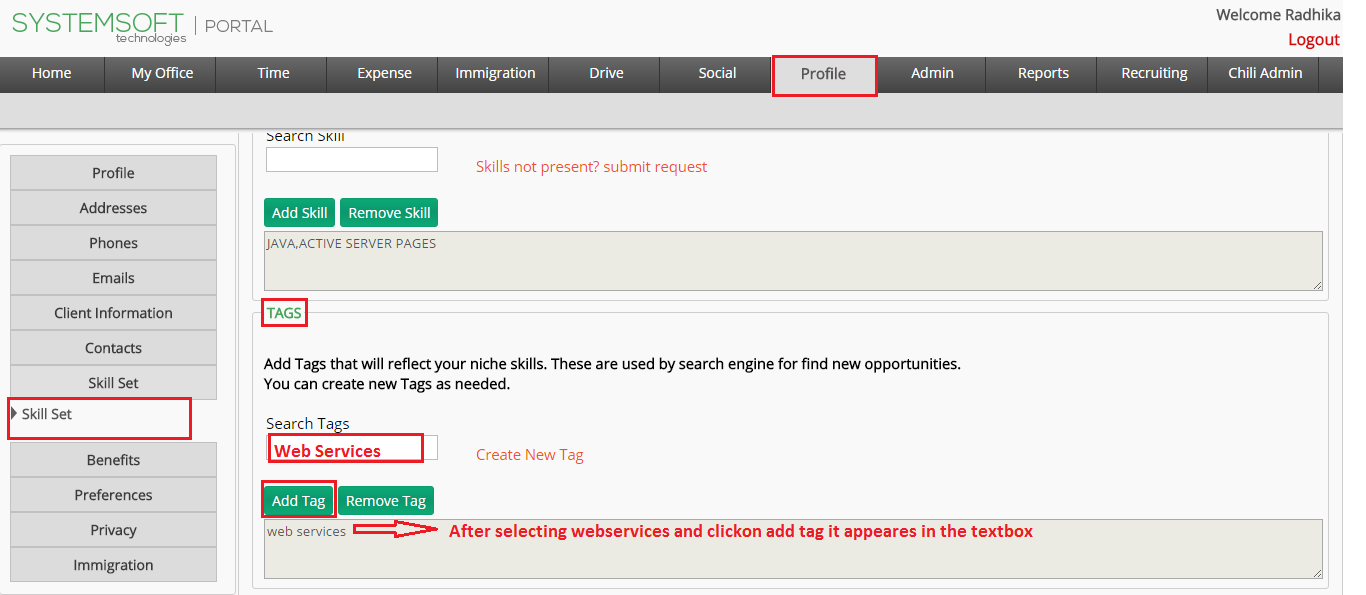 SYSTEMSOFT technologies | PORTAL
Welcome Radhika
Logout
Home My Office Time Expense Immigration Drive Social Profile Admin Reports Recruiting Chili Admin
Profile
Addresses
Phones
Emails
Client Information
Contacts
Skill Set
Skill Set
Benefits
Preferences
Privacy
Immigration
Search Skill
Skills not present? submit request
Add Skill Remove Skill
JAVA,ACTIVE SERVER PAGES
TAGS
Add Tags that will reflect your niche skills. These are used by search engine for find new opportunities.
You can create new Tags as needed.
Search Tags
Web Services Create New Tag
Add Tag Remove Tag
web services After selecting webservices and clickon add tag it appeares in the textbox